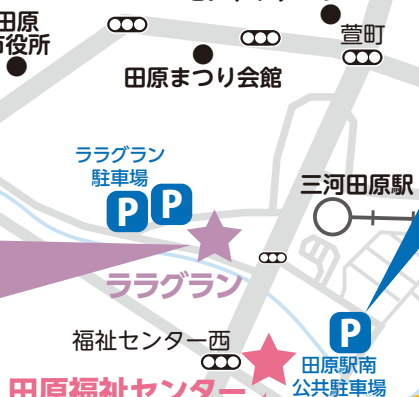 田原
市役所
田原まつり会館
萱町
ララグラン
駐車場
P
P
三河田原駅
ララグラン
福祉センター西
P
田原駅南
公共駐車場
田原福祉センター